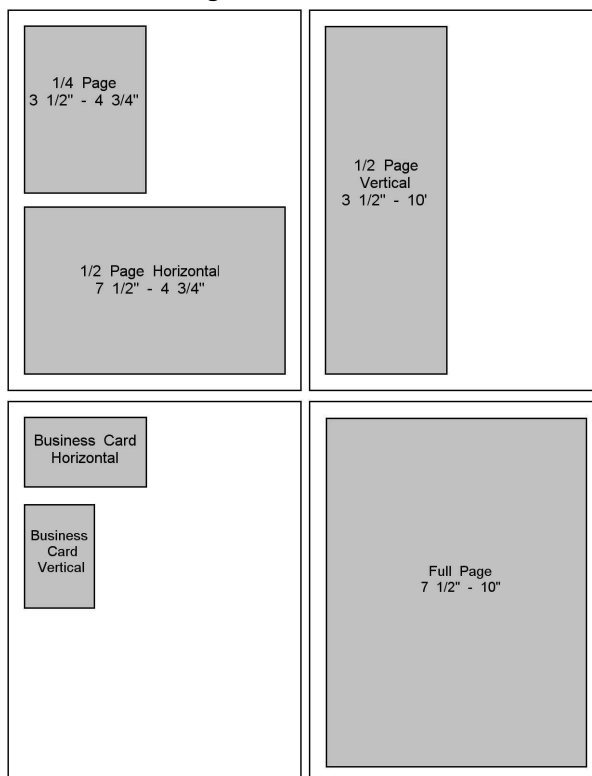 1/4 Page
3 1/2" - 4 3/4"
1/2 Page Horizontal
7 1/2" - 4 3/4"
1/2 Page
Vertical
3 1/2" - 10'
Business Card
Horizontal
Business
Card
Vertical
Full Page
7 1/2" - 10"